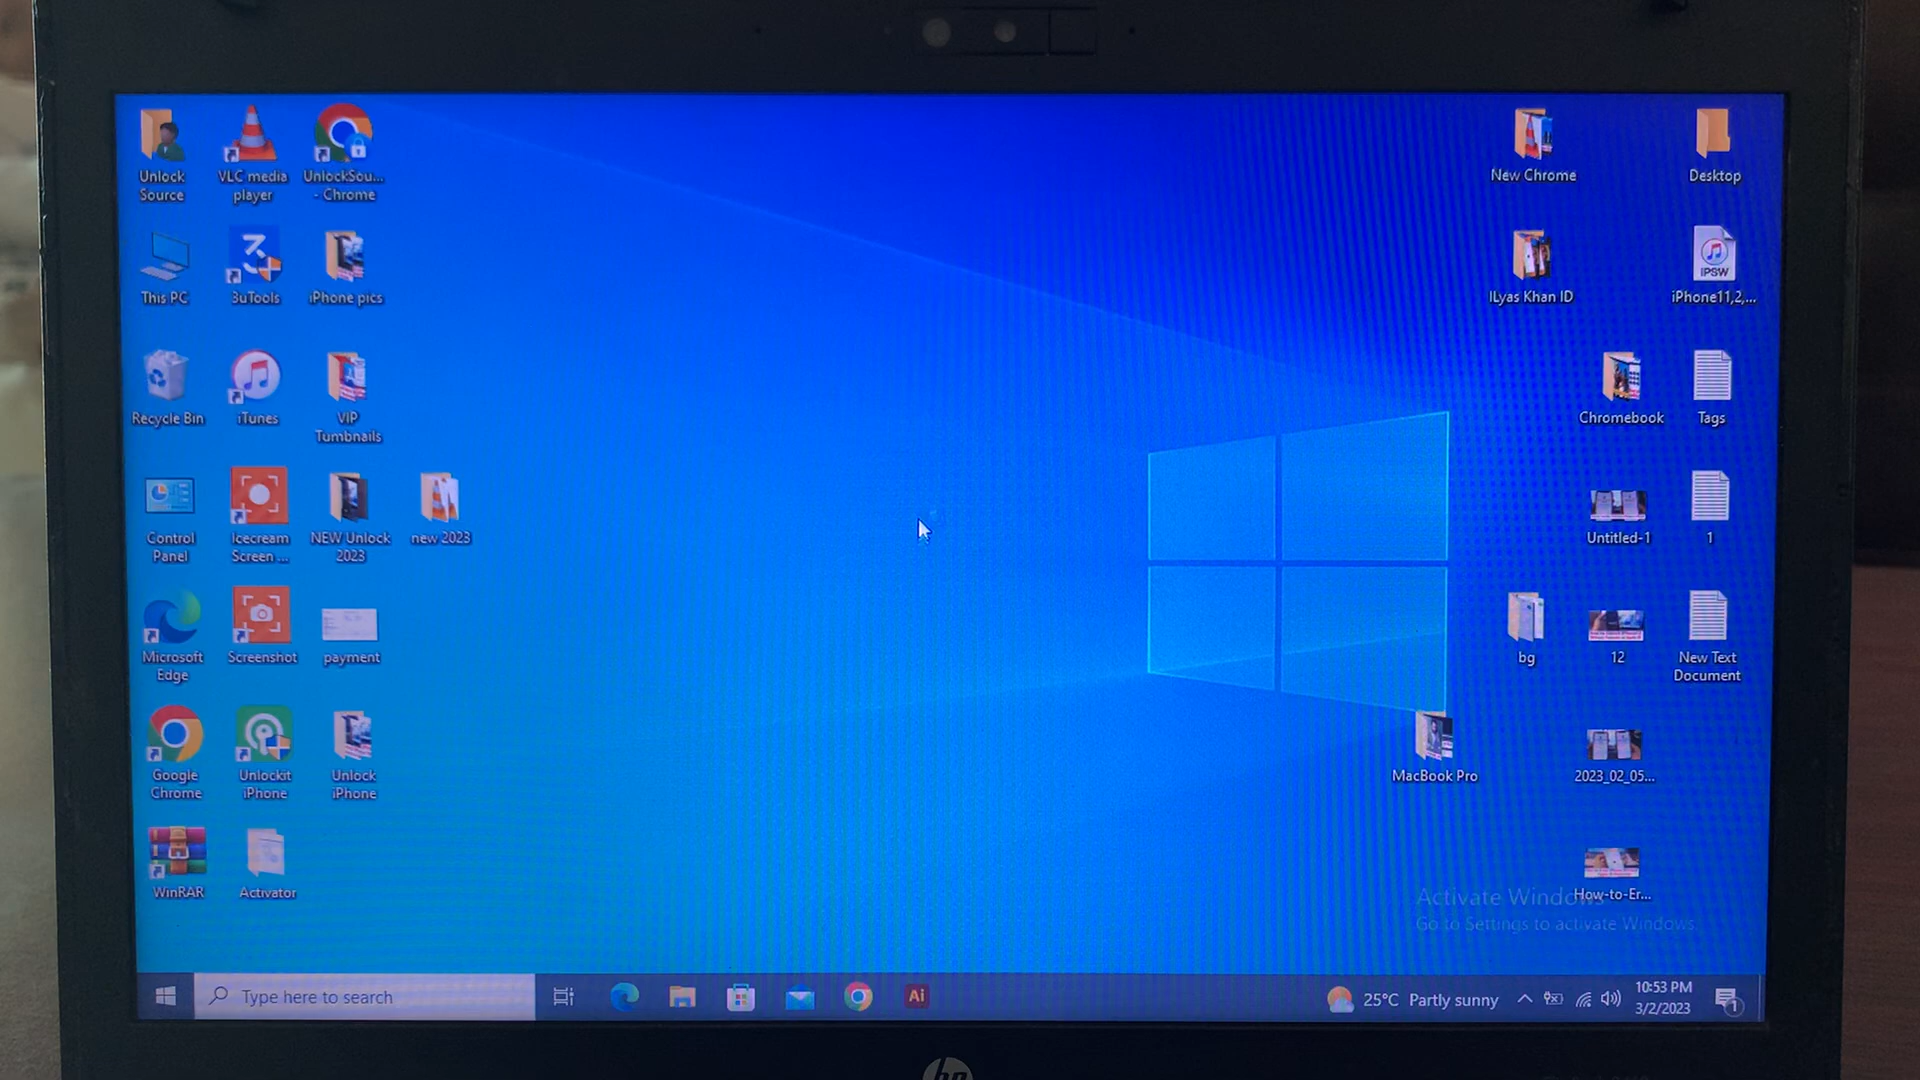 Unlock
Source
VLC media
player
UnlockSou...
- Chrome
New Chrome
Desktop
This PC
3uTools
iPhone pics
ILyas Khan ID
IPSW
iPhone11,2,...
Recycle Bin
iTunes
VIP
Tumbnails
Chromebook
Tags
Control
Panel
Icecream
Screen ...
NEW Unlock
2023
new 2023
Untitled-1
1
Microsoft
Edge
Screenshot
payment
bg
12
New Text
Document
Google
Chrome
Unlockit
iPhone
Unlock
iPhone
MacBook Pro
2023_02_05...
WinRAR
Activator
How-to-Er...
Activate Windows
Go to Settings to activate Windows.
Type here to search
Ai
25°C Partly sunny
10:53 PM
3/2/2023
1
hp